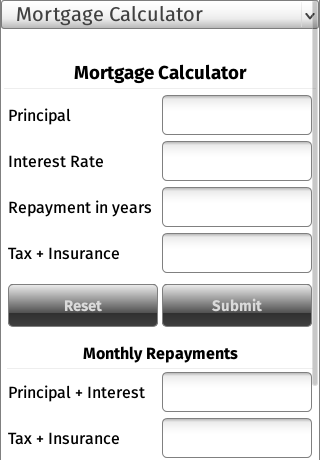 Mortgage Calculator
Mortgage Calculator
Principal
Interest Rate
Repayment in years
Tax + Insurance
Reset Submit
Monthly Repayments
Principal + Interest
Tax + Insurance